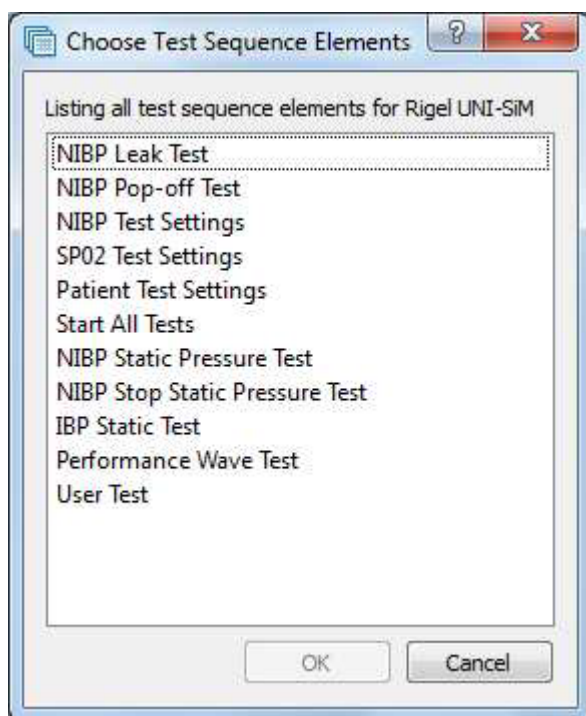 Choose Test Sequence Elements
?
Listing all test sequence elements for Rigel UNI-SiM
NIBP Leak Test
NIBP Pop-off Test
NIBP Test Settings
SP02 Test Settings
Patient Test Settings
Start All Tests
NIBP Static Pressure Test
NIBP Stop Static Pressure Test
IBP Static Test
Performance Wave Test
User Test
OK
Cancel